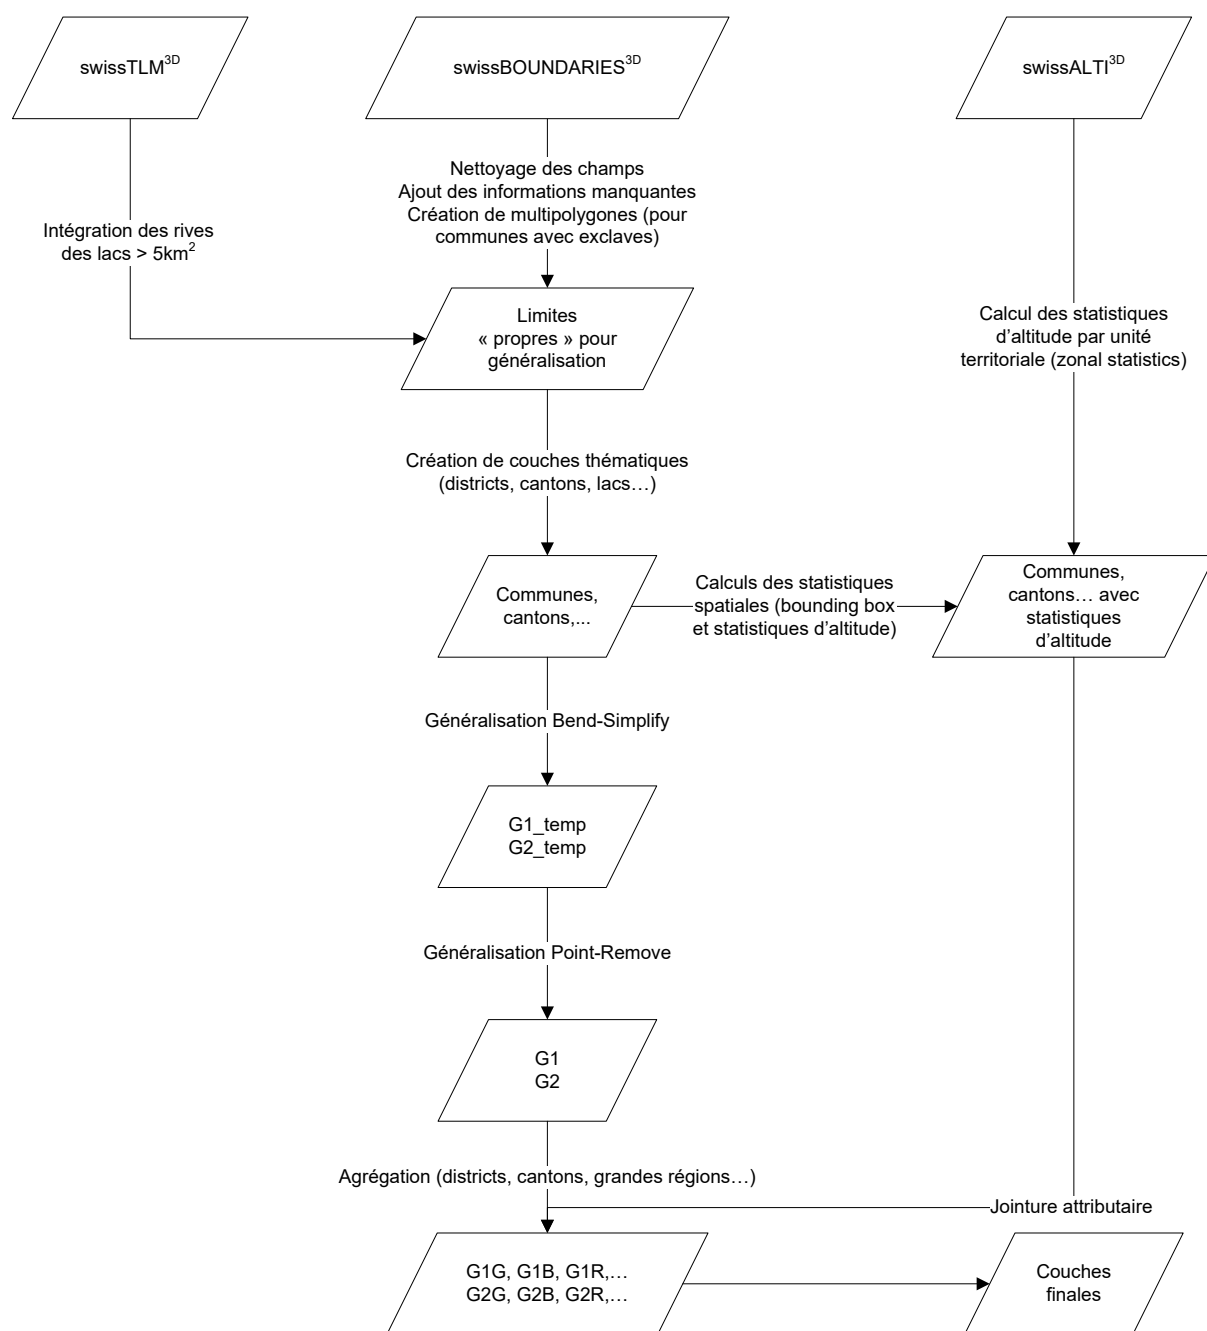 swissTLM3D
swissBOUNDARIES3D
swissALTI3D
Nettoyage des champs
Ajout des informations manquantes
Création de multipolygones (pour
communes avec exclaves)
Intégration des rives
des lacs > 5km2
Limites
« propres » pour
généralisation
Calcul des statistiques
d’altitude par unité
territoriale (zonal statistics)
Création de couches thématiques
(districts, cantons, lacs…)
Communes,
cantons,...
Calculs des statistiques
spatiales (bounding box
et statistiques d’altitude)
Communes,
cantons… avec
statistiques
d’altitude
Généralisation Bend-Simplify
G1_temp
G2_temp
Généralisation Point-Remove
G1
G2
Agrégation (districts, cantons, grandes régions…)
Jointure attributaire
G1G, G1B, G1R,…
G2G, G2B, G2R,…
Couches
finales